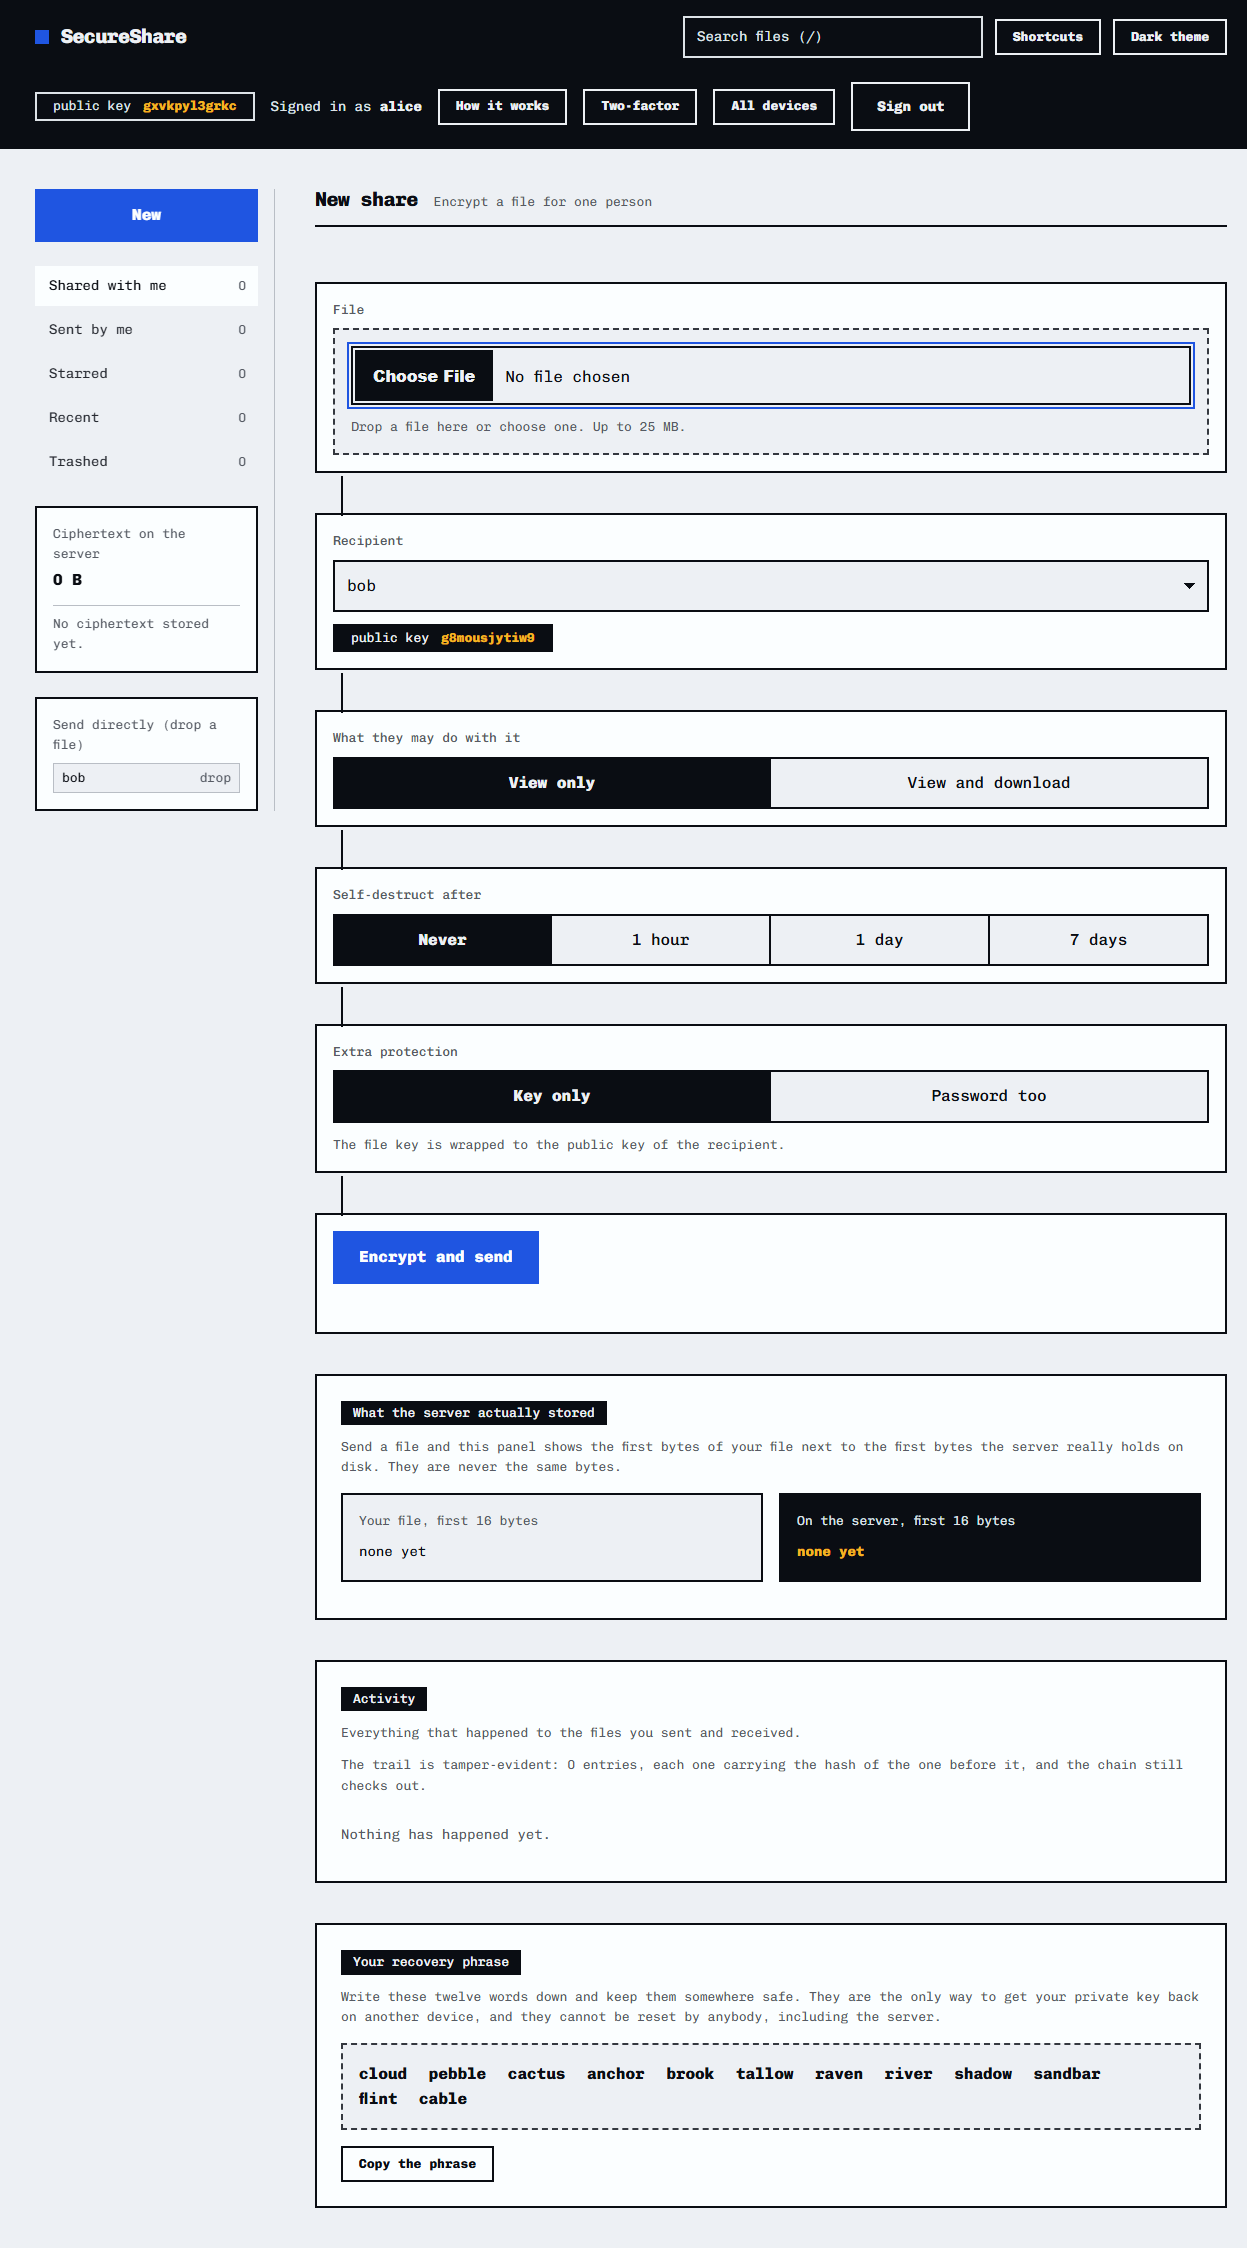 SecureShare
Search files (/)
Shortcuts
Dark theme
public key gxvkpyl3grkc
Signed in as alice
How it works
Two-factor
All devices
Sign out
New
Shared with me 0
Sent by me 0
Starred 0
Recent 0
Trashed 0
Ciphertext on the
server
0 B
No ciphertext stored
yet.
Send directly (drop a
file)
bob drop
New share Encrypt a file for one person
File
Choose File No file chosen
Drop a file here or choose one. Up to 25 MB.
Recipient
bob
public key g8mousjytiw9
What they may do with it
View only
View and download
Self-destruct after
Never
1 hour
1 day
7 days
Extra protection
Key only
Password too
The file key is wrapped to the public key of the recipient.
Encrypt and send
What the server actually stored
Send a file and this panel shows the first bytes of your file next to the first bytes the server really holds on
disk. They are never the same bytes.
Your file, first 16 bytes
none yet
On the server, first 16 bytes
none yet
Activity
Everything that happened to the files you sent and received.
The trail is tamper-evident: 0 entries, each one carrying the hash of the one before it, and the chain still
checks out.
Nothing has happened yet.
Your recovery phrase
Write these twelve words down and keep them somewhere safe. They are the only way to get your private key back
on another device, and they cannot be reset by anybody, including the server.
cloud pebble cactus anchor brook tallow raven river shadow sandbar
flint cable
Copy the phrase